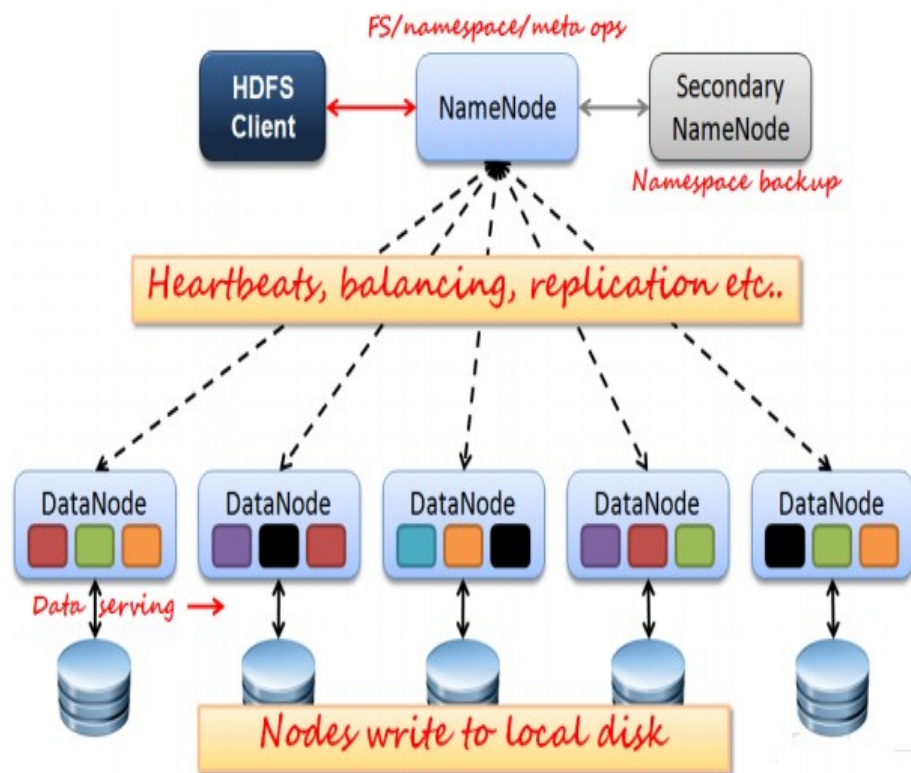 FS/namespace/meta ops
HDFS
Client
NameNode
Secondary
NameNode
Namespace backup
Heartbeats, balancing, replication etc..
DataNode
DataNode
DataNode
DataNode
DataNode
Data serving
Nodes write to local disk